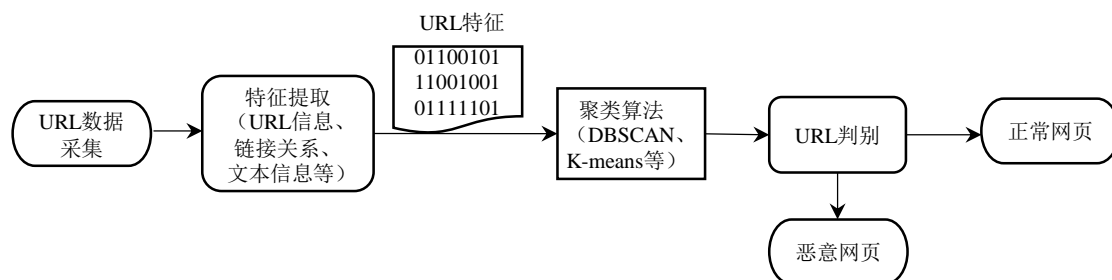 URL特征
01100101
11001001
01111101
URL数据
采集
特征提取
（URL信息、
链接关系、
文本信息等）
聚类算法
（DBSCAN、
K-means等）
URL判别
正常网页
恶意网页